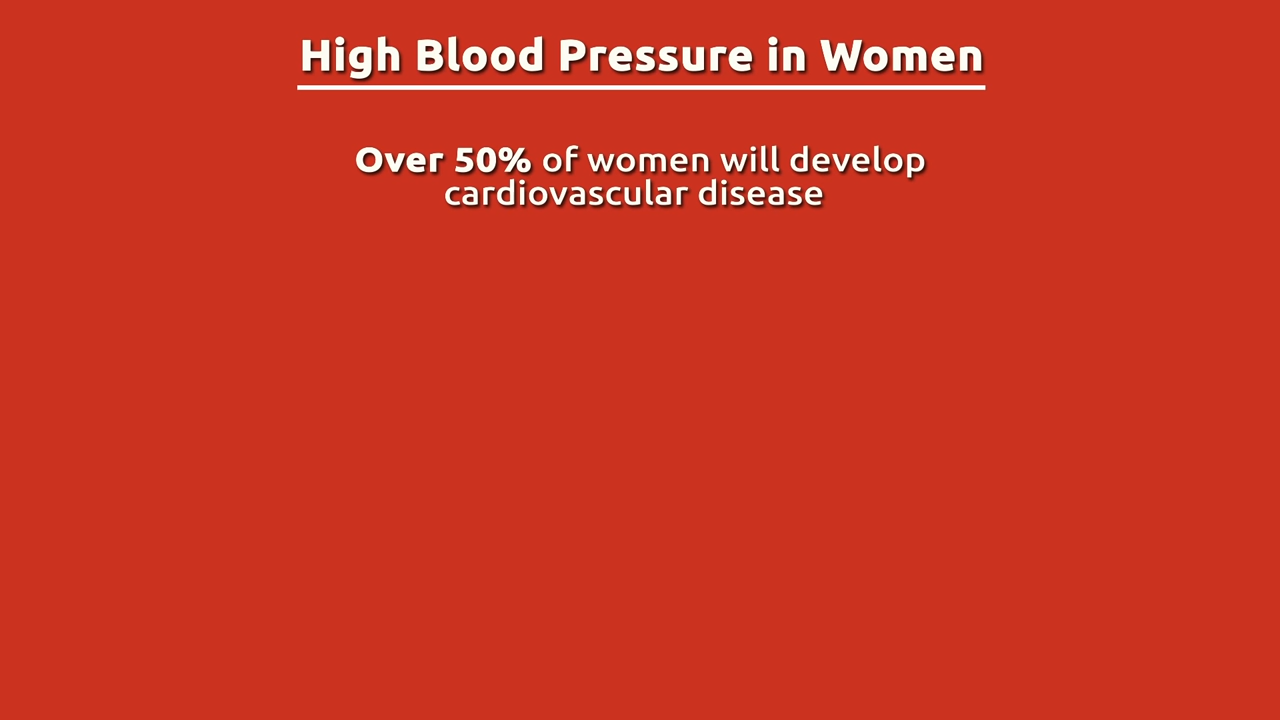 High Blood Pressure in Women
Over 50% of women will develop
cardiovascular disease